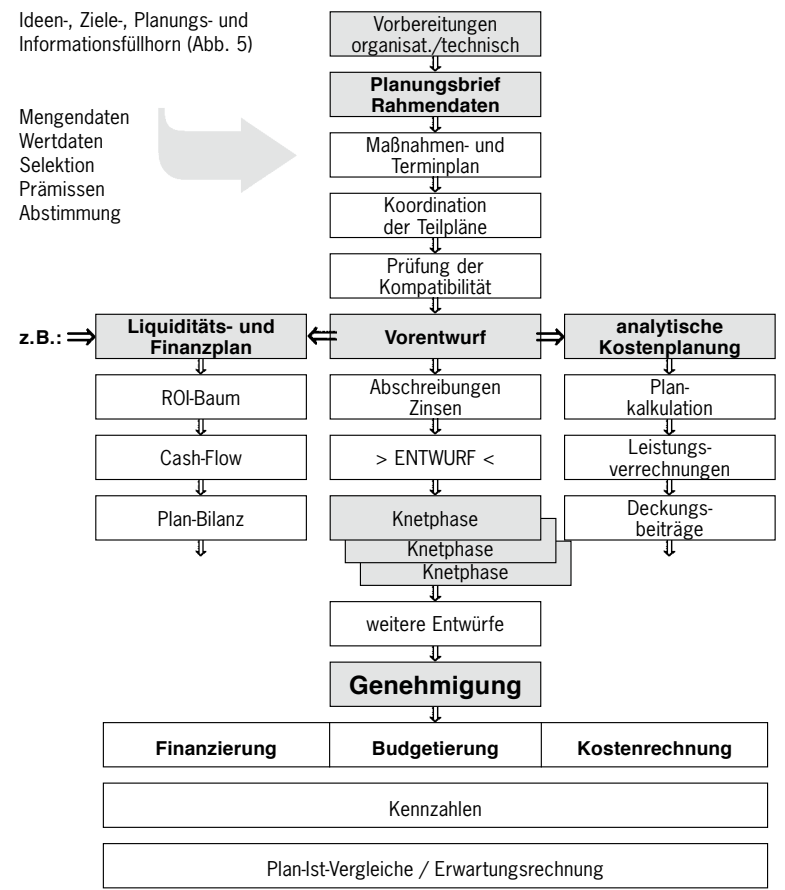 Ideen-, Ziele-, Planungs- und
Informationsfüllhorn (Abb. 5)
Vorbereitungen
organisat./technisch
Planungsbrief
Rahmendaten
Mengendaten
Wertdaten
Selektion
Prämissen
Abstimmung
Maßnahmen- und
Terminplan
Koordination
der Teilpläne
Prüfung der
Kompatibilität
z.B.:
Liquiditäts- und
Finanzplan
Vorentwurf
analytische
Kostenplanung
ROI-Baum
Abschreibungen
Zinsen
Plan-
kalkulation
Cash-Flow
> ENTWURF <
Leistungs-
verrechnungen
Plan-Bilanz
Knetphase
Deckungs-
beiträge
Knetphase
Knetphase
weitere Entwürfe
Genehmigung
Finanzierung
Budgetierung
Kostenrechnung
Kennzahlen
Plan-Ist-Vergleiche / Erwartungsrechnung